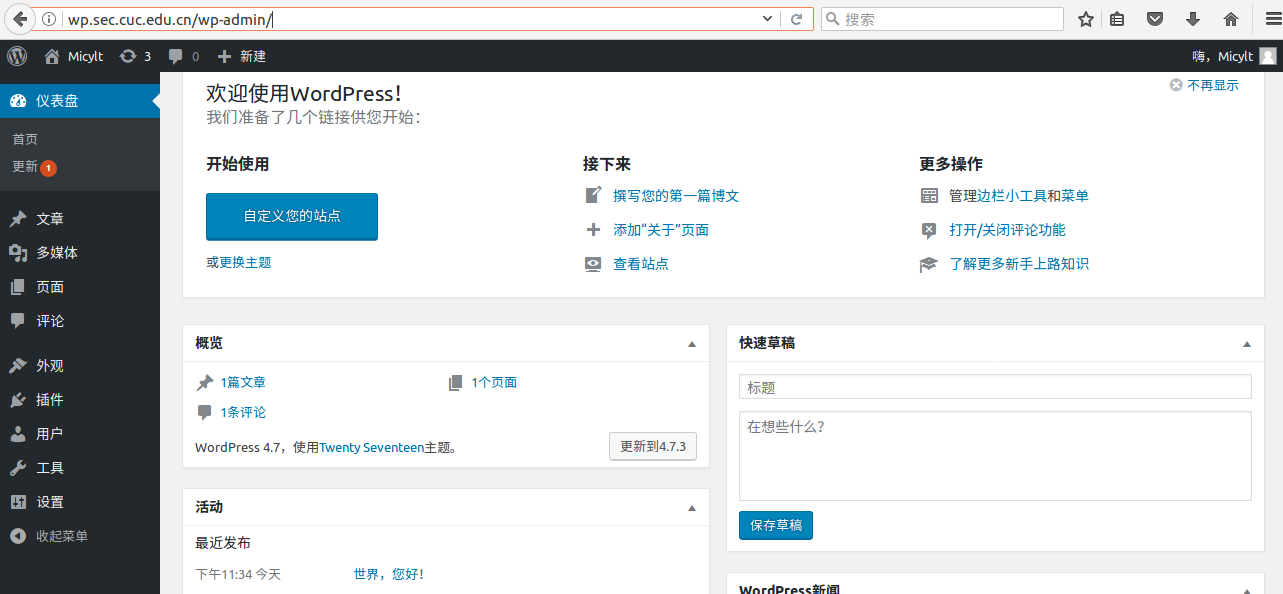 wp.sec.cuc.edu.cn/wp-admin/
搜索
Micylt 3 0 新建 嗨，Micylt
仪表盘
首页
更新 1
文章
多媒体
页面
评论
外观
插件
用户
工具
设置
收起菜单
欢迎使用WordPress！
不再显示
我们准备了几个链接供您开始：
开始使用
自定义您的站点
或更换主题
接下来
撰写您的第一篇博文
添加“关于”页面
查看站点
更多操作
管理边栏小工具和菜单
打开/关闭评论功能
了解更多新手上路知识
概览
1篇文章 1个页面
1条评论
WordPress 4.7，使用Twenty Seventeen主题。 更新到4.7.3
活动
最近发布
下午11:34 今天 世界，您好！
快速草稿
标题
在想些什么？
保存草稿
WordPress新闻